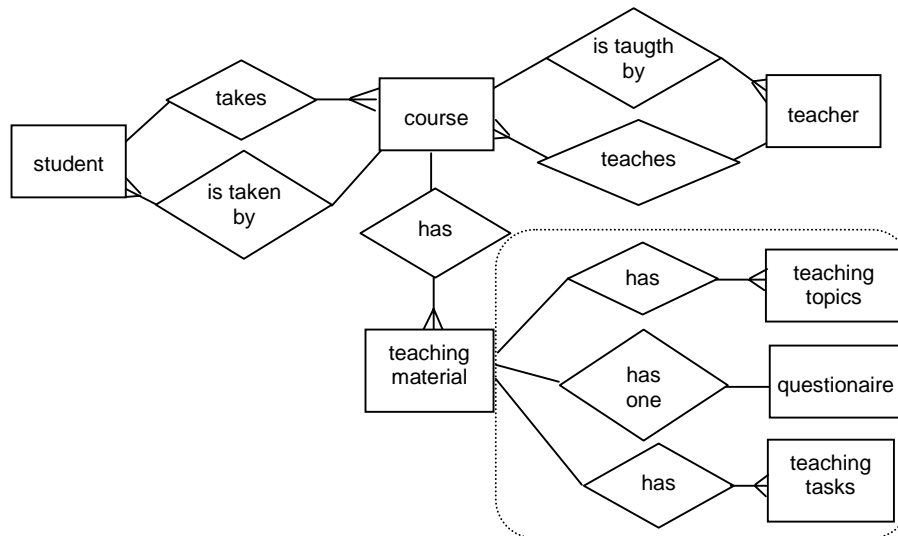 is taugth
by
takes
course
teacher
student
teaches
is taken
by
has
has
teaching
topics
teaching
material
has
one
questionaire
has
teaching
tasks